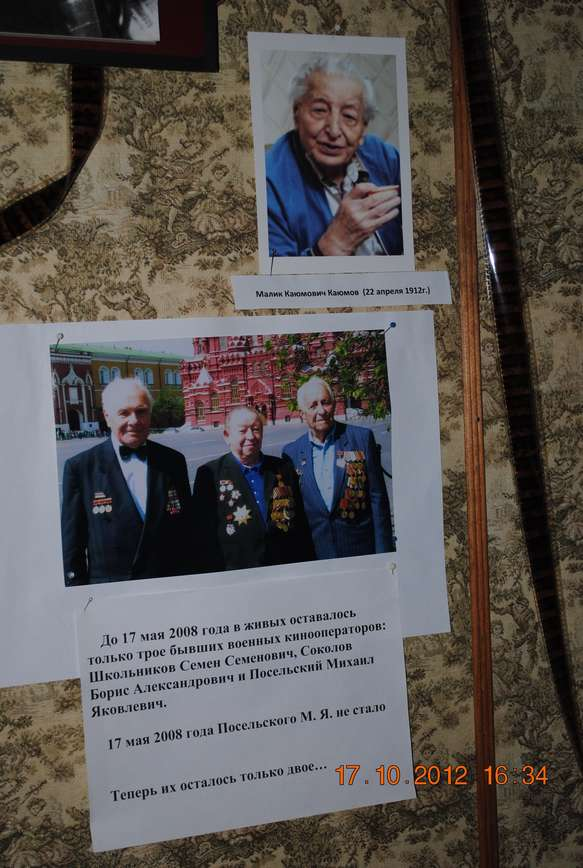 Малик Каюмович Каюмов (22 апреля 1912г.)
До 17 мая 2008 года в живых оставалось
только трое бывших военных кинооператоров:
Школьников Семен Семенович, Соколов
Борис Александрович и Посельский Михаил
Яковлевич.
17 мая 2008 года Посельского М. Я. не стало
Теперь их осталось только двое...
17.10.2012 16:34